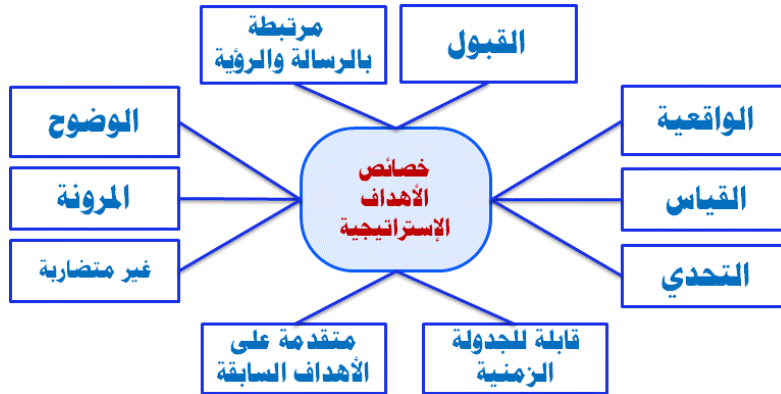 القبول
مرتبطة
بالرسالة والرؤية
الواقعية
الوضوح
خصائص
الأهداف
الإستراتيجية
القياس
المرونة
التحدي
غير متضاربة
قابلة للجدولة
الزمنية
متقدمة على
الأهداف السابقة